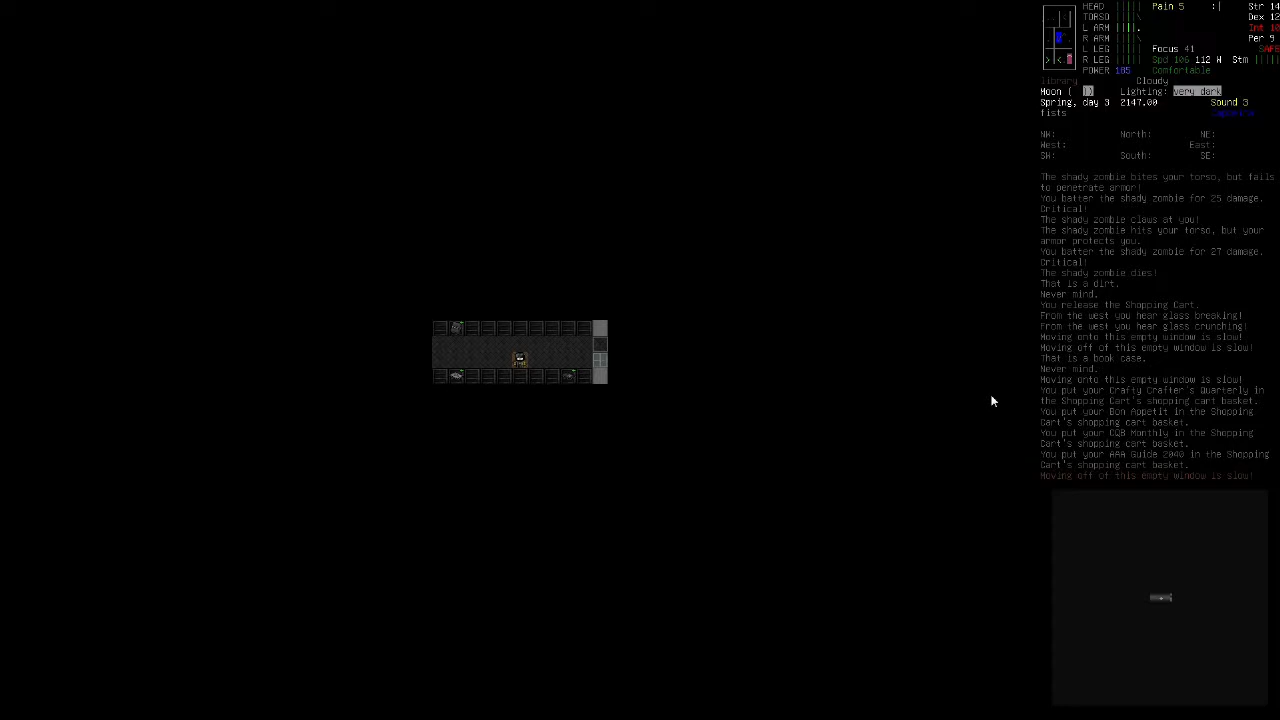 HEAD Pain 5 :| Str 14
TORSO Dex 12
L ARM Int 10
R ARM Per 9
L LEG Focus 41 SAFE
R LEG Spd 106 112 W Stm
POWER 185 Comfortable
library Cloudy
Moon ( |) Lighting: very dark
Spring, day 3 2147.00 Sound 3
fists Capoeira
NW: North: NE:
West: East:
SW: South: SE:
The shady zombie bites your torso, but fails
to penetrate armor!
You batter the shady zombie for 25 damage.
Critical!
The shady zombie claws at you!
The shady zombie hits your torso, but your
armor protects you.
You batter the shady zombie for 27 damage.
Critical!
The shady zombie dies!
That is a dirt.
Never mind.
You release the Shopping Cart.
From the west you hear glass breaking!
From the west you hear glass crunching!
Moving onto this empty window is slow!
Moving off of this empty window is slow!
That is a book case.
Never mind.
Moving onto this empty window is slow!
You put your Crafty Crafter's Quarterly in
the Shopping Cart's shopping cart basket.
You put your Bon Appetit in the Shopping
Cart's shopping cart basket.
You put your CQB Monthly in the Shopping
Cart's shopping cart basket.
You put your AAA Guide 2040 in the Shopping
Cart's shopping cart basket.
Moving off of this empty window is slow!